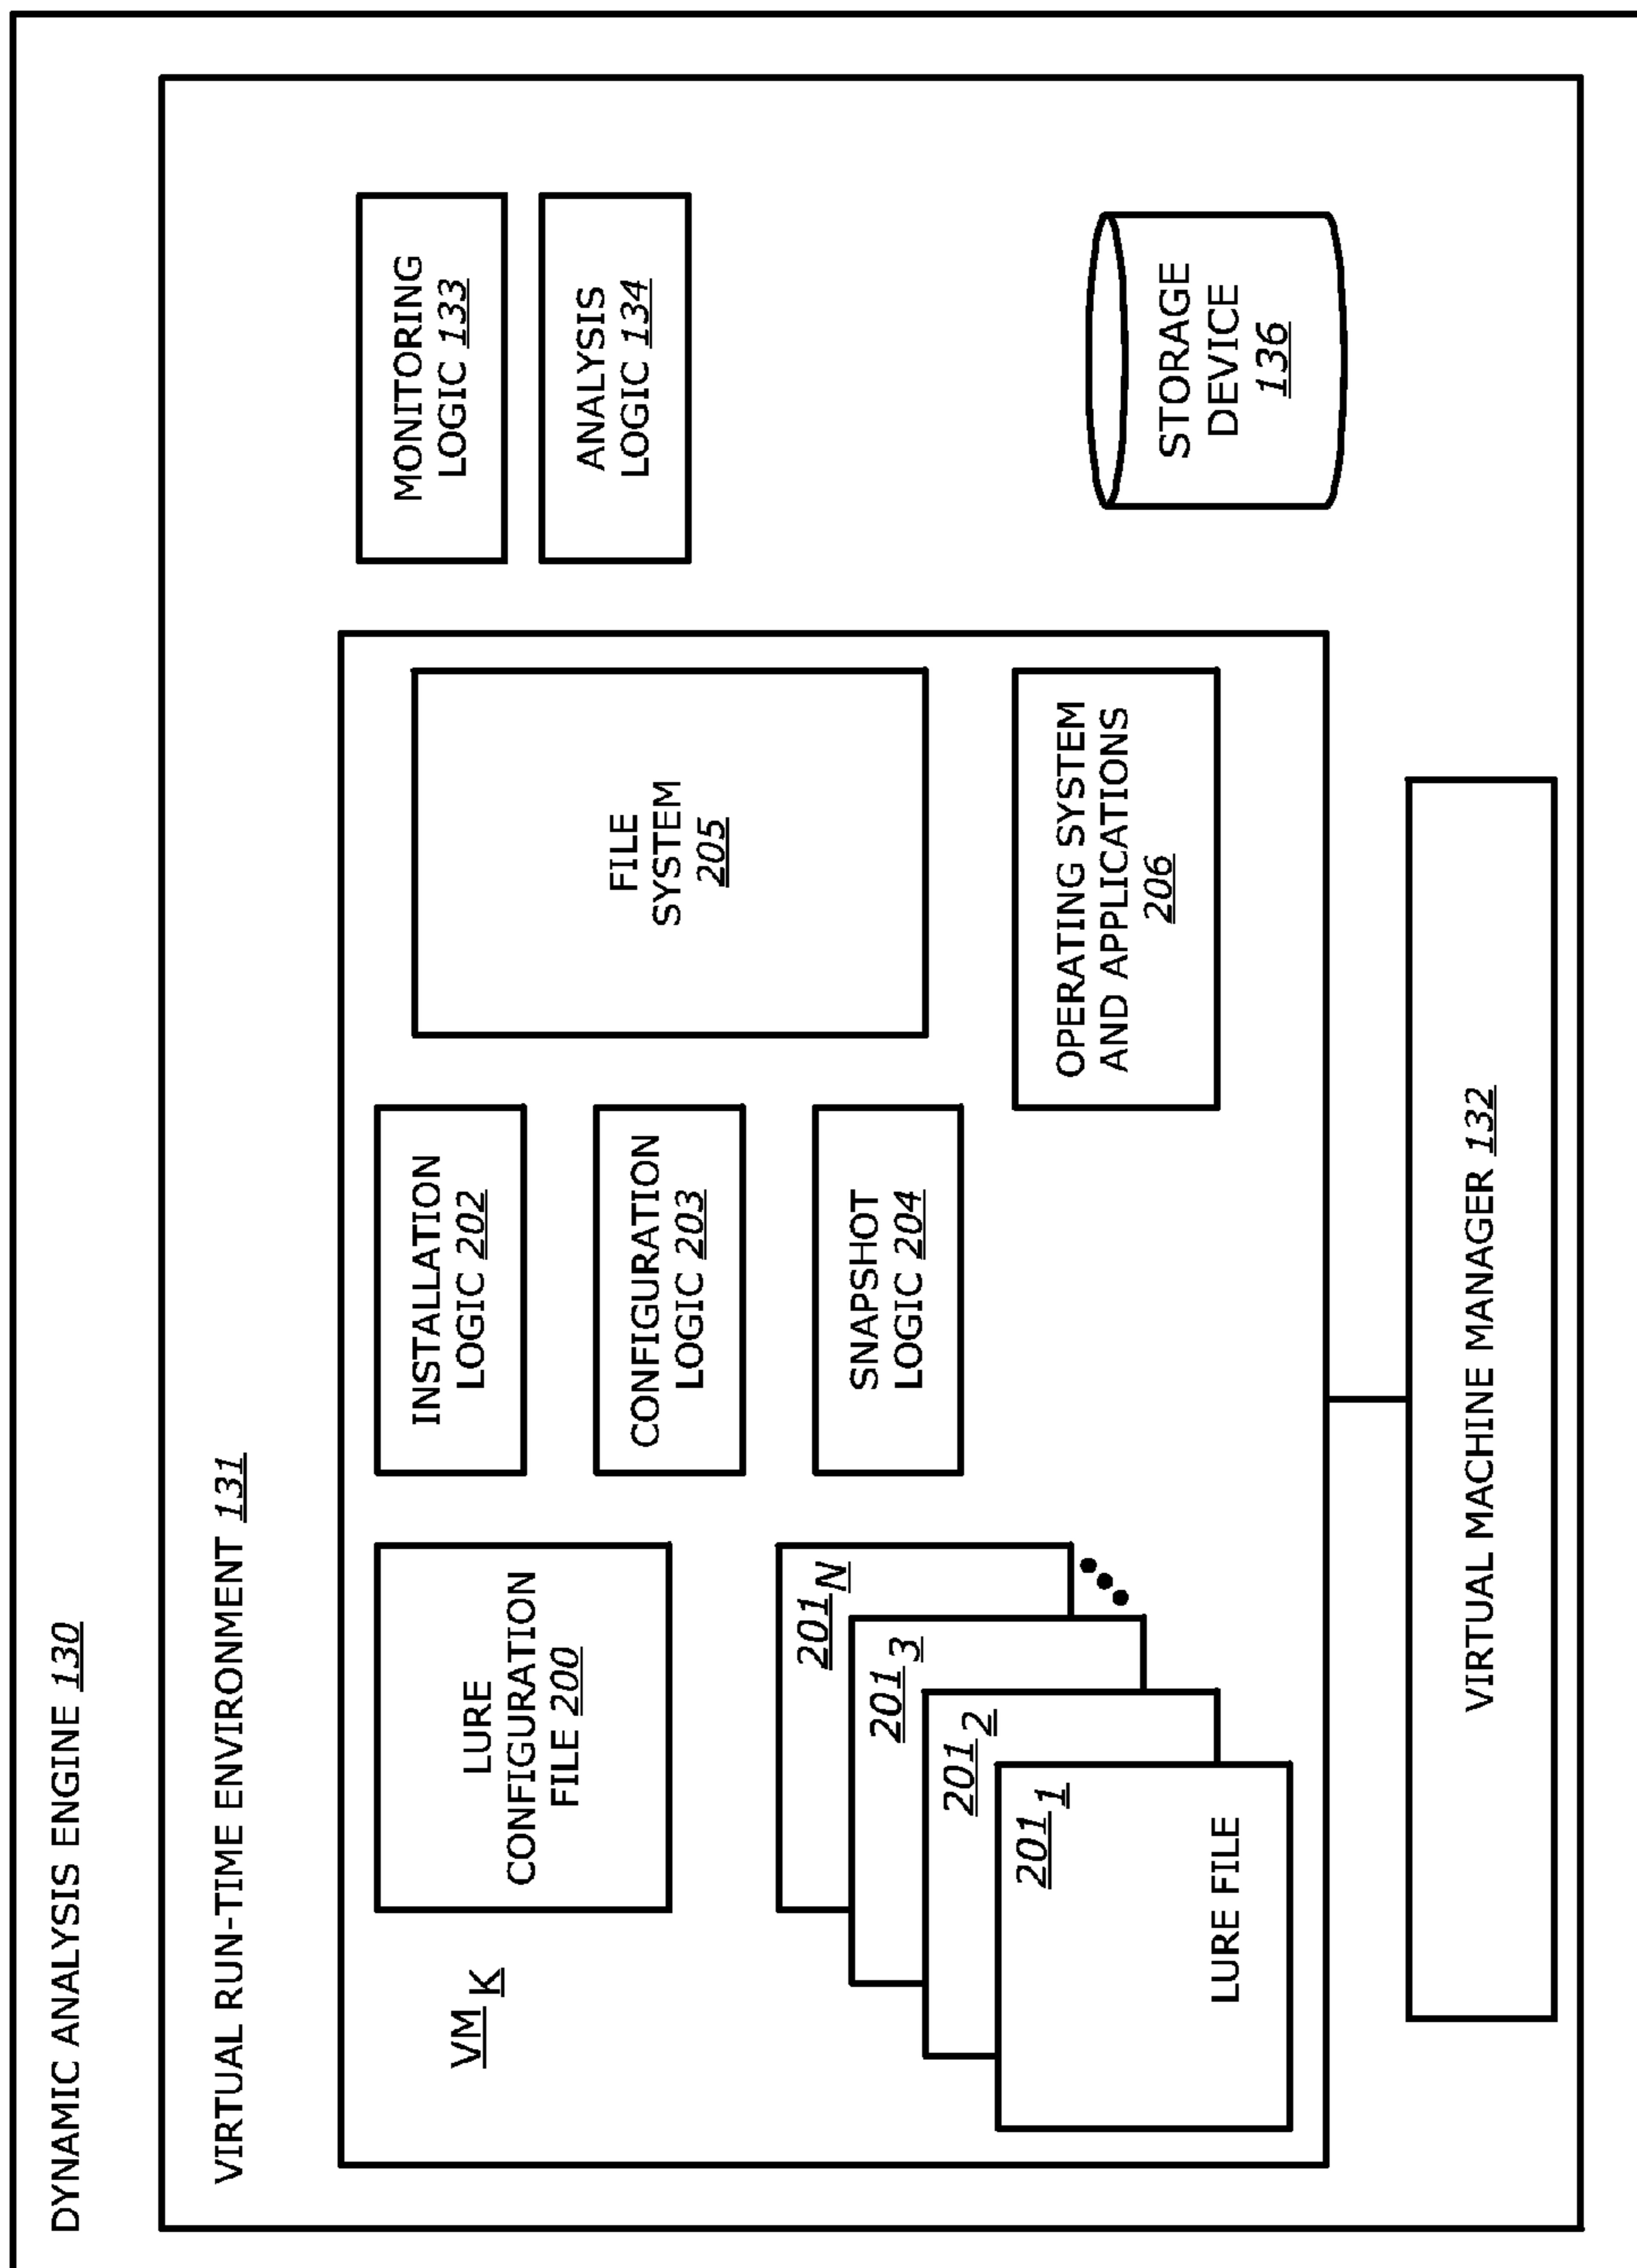 DYNAMIC ANALYSIS ENGINE 130
VIRTUAL RUN-TIME ENVIRONMENT 131
VM K
LURE
CONFIGURATION
FILE 200
201 N
201 3
201 2
201 1
LURE FILE
INSTALLATION
LOGIC 202
CONFIGURATION
LOGIC 203
SNAPSHOT
LOGIC 204
FILE
SYSTEM
205
OPERATING SYSTEM
AND APPLICATIONS
206
MONITORING
LOGIC 133
ANALYSIS
LOGIC 134
STORAGE
DEVICE
136
VIRTUAL MACHINE MANAGER 132